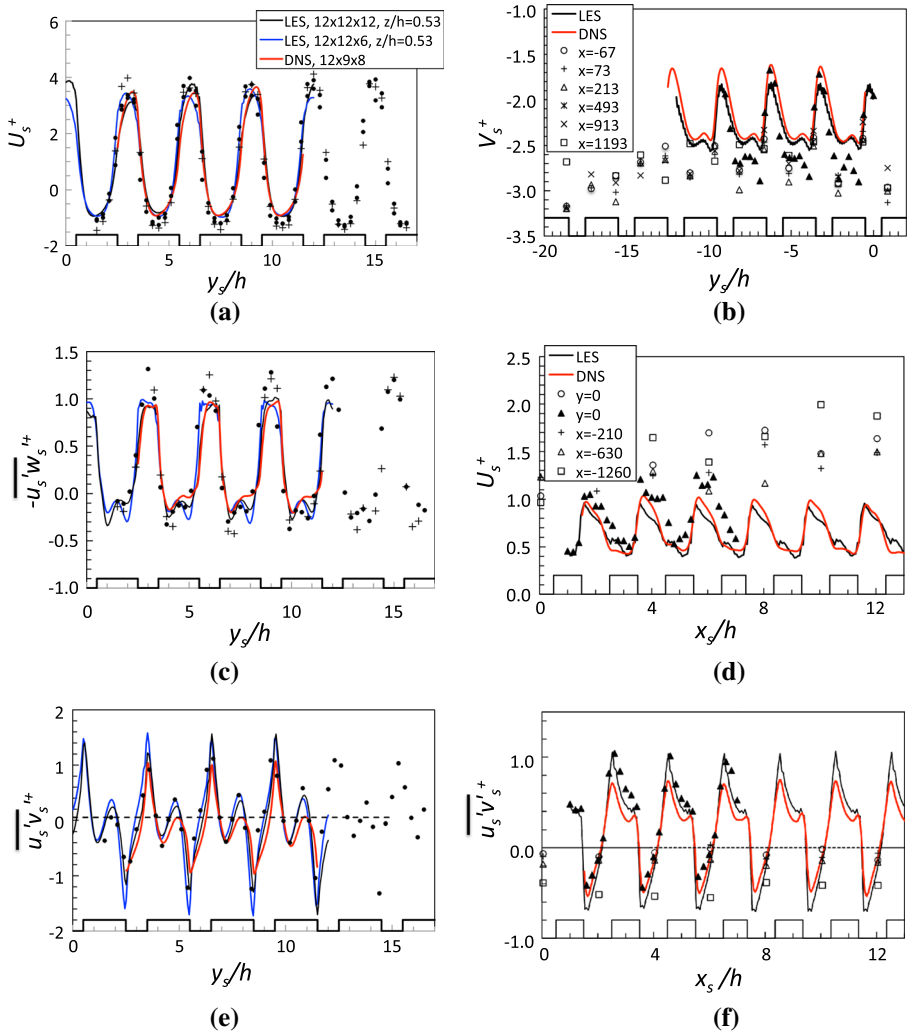 LES, 12x12x12, z/h=0.53
LES, 12x12x6, z/h=0.53
DNS, 12x9x8
6
4
2
0
-2
U_s^+
0 5 10 15
y_s/h
(a)
LES
DNS
x=-67
x=73
x=213
x=493
x=913
x=1193
-1.0
-1.5
-2.0
-2.5
-3.0
-3.5
V_s^+
-20 -15 -10 -5 0
y_s/h
(b)
1.5
1.0
0.5
0.0
-0.5
-1.0
-u_s'w_s'^+
0 5 10 15
y_s/h
(c)
LES
DNS
y=0
y=0
x=-210
x=-630
x=-1260
2.5
2.0
1.5
1.0
0.5
0.0
U_s^+
0 4 8 12
x_s/h
(d)
2
1
0
-1
-2
u_s'v_s'^+
0 5 10 15
y_s/h
(e)
1.0
0.0
-1.0
u_s'v'^+
0 4 8 12
x_s/h
(f)